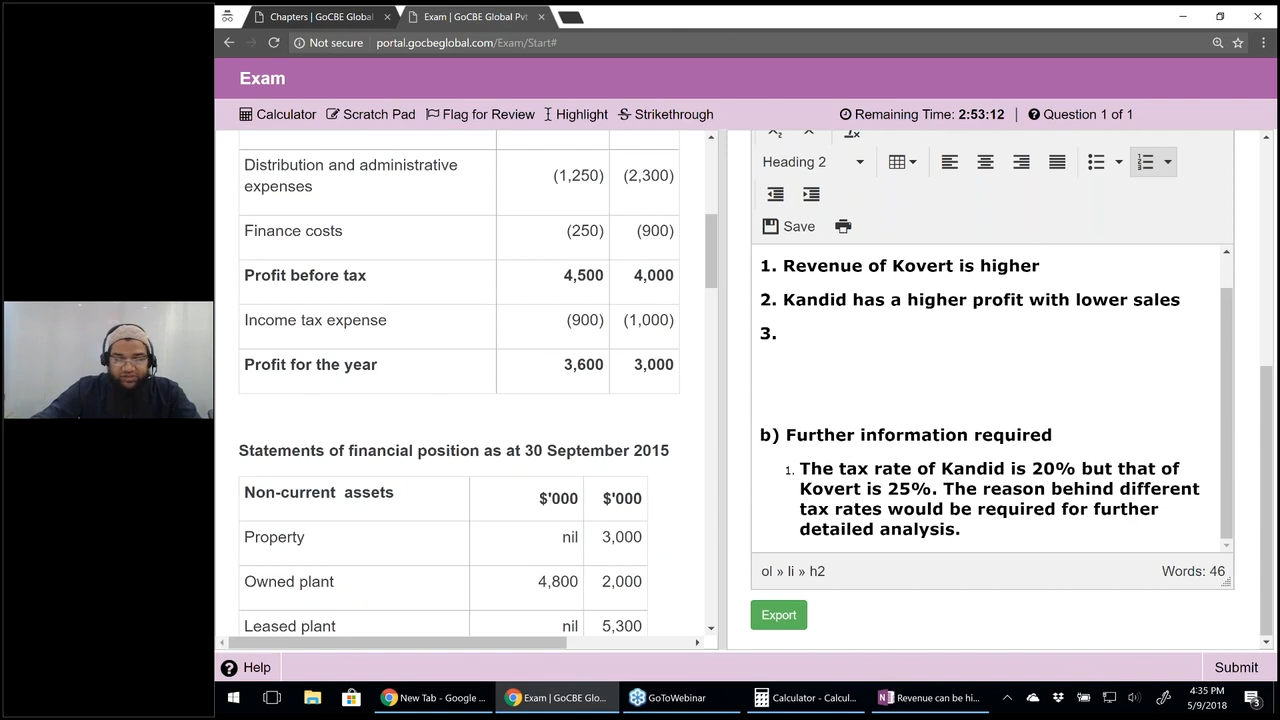 Chapters | GoCBE Global
Exam | GoCBE Global Pvt
Not secure portal.gocbeglobal.com/Exam/Start#
Exam
Calculator Scratch Pad Flag for Review Highlight Strikethrough Remaining Time: 2:53:12 Question 1 of 1
Distribution and administrative
expenses (1,250) (2,300)
Finance costs (250) (900)
Profit before tax 4,500 4,000
Income tax expense (900) (1,000)
Profit for the year 3,600 3,000
Statements of financial position as at 30 September 2015
Non-current assets $'000 $'000
Property nil 3,000
Owned plant 4,800 2,000
Leased plant nil 5,300
Heading 2
Save
1. Revenue of Kovert is higher
2. Kandid has a higher profit with lower sales
3.
b) Further information required
1. The tax rate of Kandid is 20% but that of
Kovert is 25%. The reason behind different
tax rates would be required for further
detailed analysis.
ol » li » h2 Words: 46
Export
Help Submit
New Tab - Google ... Exam | GoCBE Glo... GoToWebinar Calculator - Calcul... Revenue can be hi...
4:35 PM
5/9/2018
3